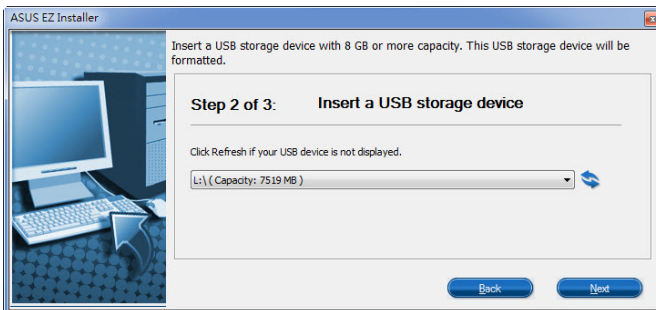 ASUS EZ Installer
Insert a USB storage device with 8 GB or more capacity. This USB storage device will be
formatted.
Step 2 of 3: Insert a USB storage device
Click Refresh if your USB device is not displayed.
L:\ ( Capacity: 7519 MB )
Back Next